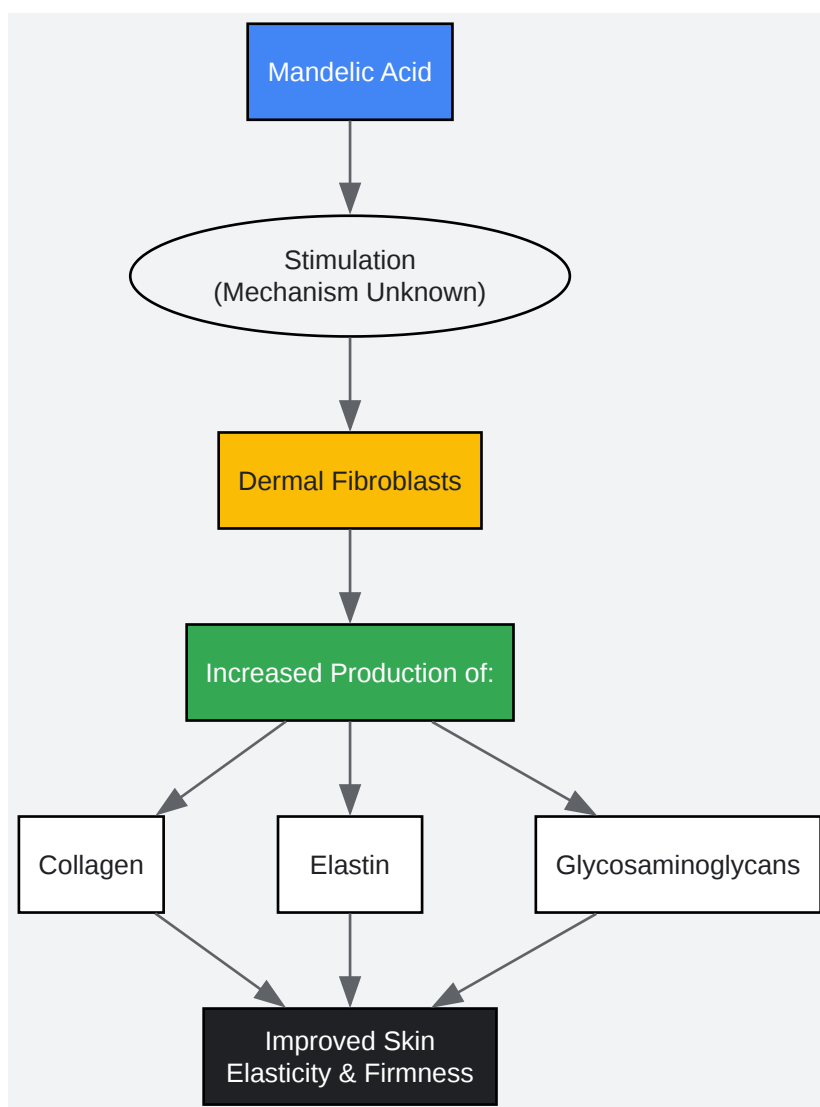 Mandelic Acid
Stimulation
(Mechanism Unknown)
Dermal Fibroblasts
Increased Production of:
Collagen
Elastin
Glycosaminoglycans
Improved Skin
Elasticity & Firmness